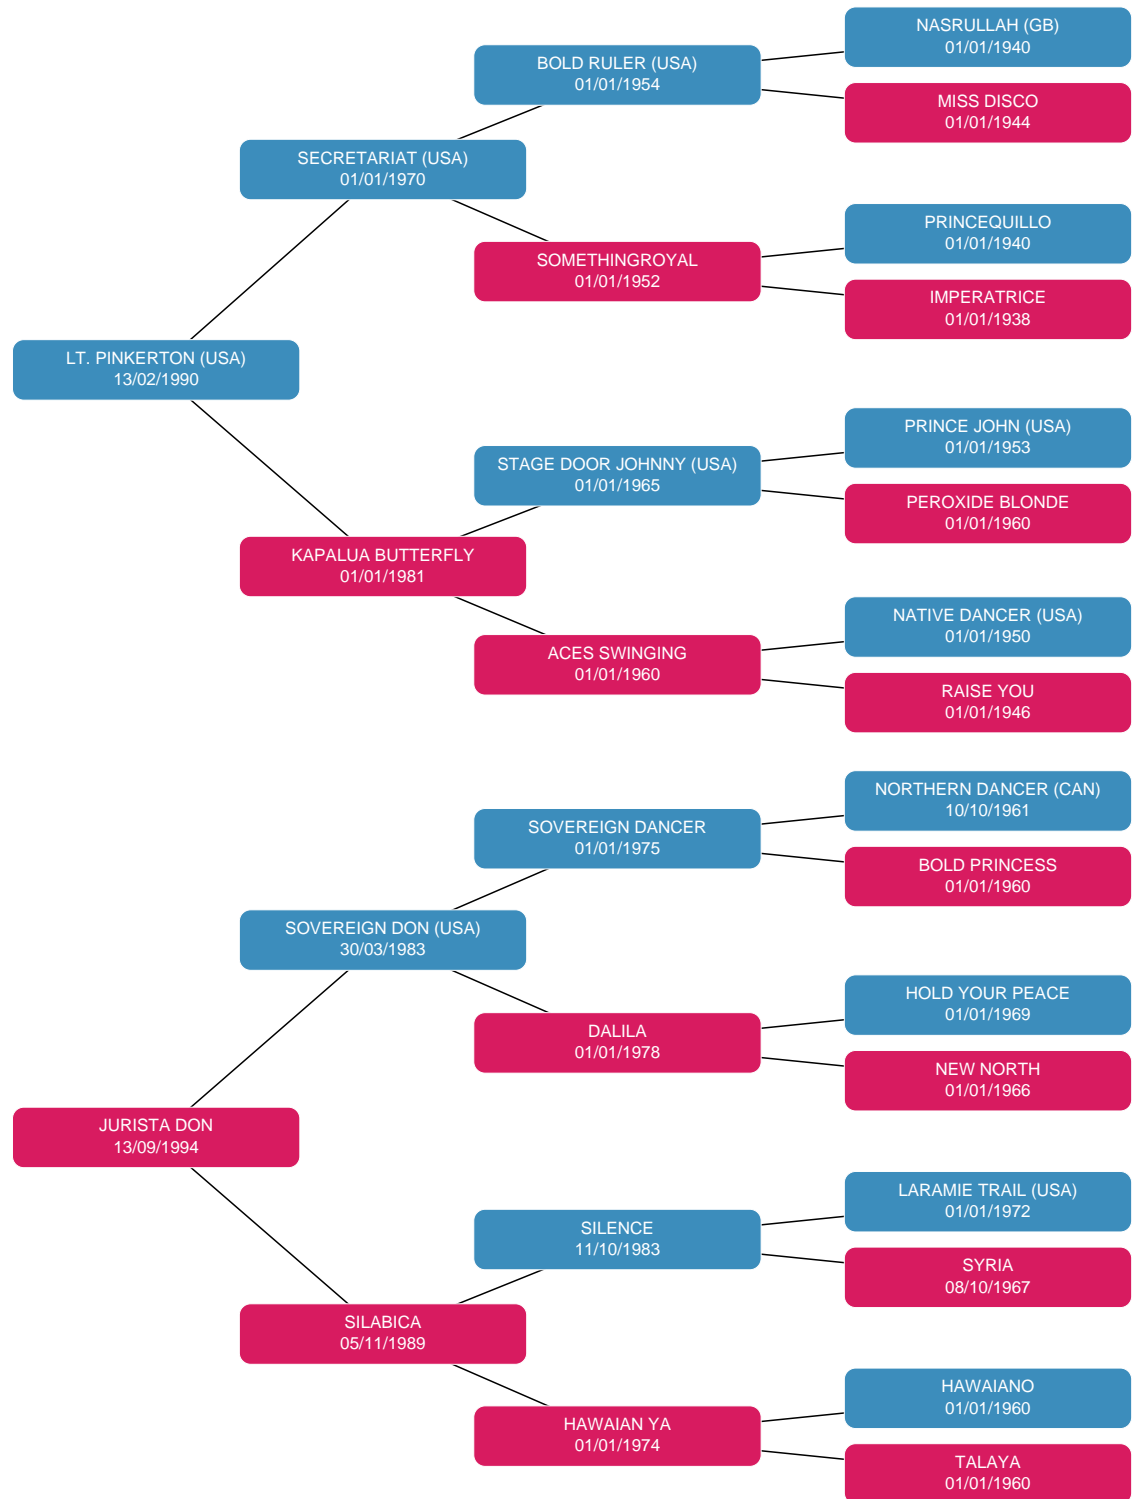 NASRULLAH (GB)
01/01/1940
BOLD RULER (USA)
01/01/1954
MISS DISCO
01/01/1944
SECRETARIAT (USA)
01/01/1970
PRINCEQUILLO
01/01/1940
SOMETHINGROYAL
01/01/1952
IMPERATRICE
01/01/1938
LT. PINKERTON (USA)
13/02/1990
PRINCE JOHN (USA)
01/01/1953
STAGE DOOR JOHNNY (USA)
01/01/1965
PEROXIDE BLONDE
01/01/1960
KAPALUA BUTTERFLY
01/01/1981
NATIVE DANCER (USA)
01/01/1950
ACES SWINGING
01/01/1960
RAISE YOU
01/01/1946
NORTHERN DANCER (CAN)
10/10/1961
SOVEREIGN DANCER
01/01/1975
BOLD PRINCESS
01/01/1960
SOVEREIGN DON (USA)
30/03/1983
HOLD YOUR PEACE
01/01/1969
DALILA
01/01/1978
NEW NORTH
01/01/1966
JURISTA DON
13/09/1994
LARAMIE TRAIL (USA)
01/01/1972
SILENCE
11/10/1983
SYRIA
08/10/1967
SILABICA
05/11/1989
HAWAIANO
01/01/1960
HAWAIAN YA
01/01/1974
TALAYA
01/01/1960